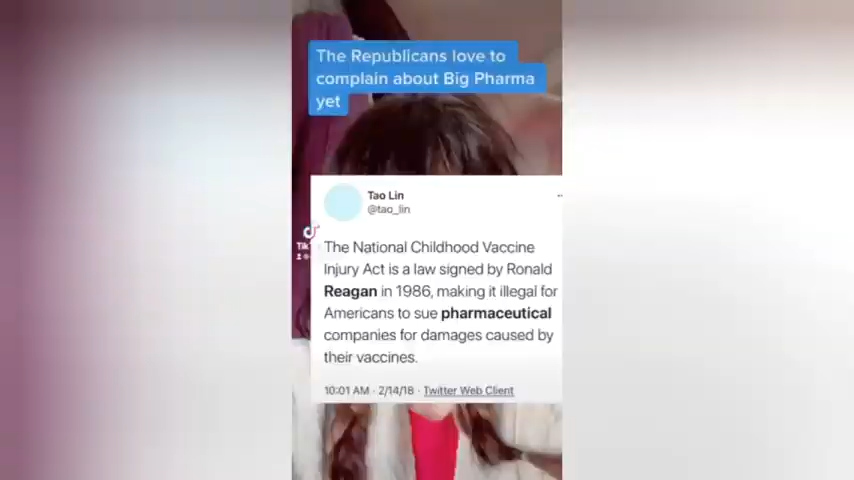 The Republicans love to
complain about Big Pharma
yet
Tao Lin
@tao_lin
The National Childhood Vaccine
Injury Act is a law signed by Ronald
Reagan in 1986, making it illegal for
Americans to sue pharmaceutical
companies for damages caused by
their vaccines.
10:01 AM · 2/14/18 · Twitter Web Client